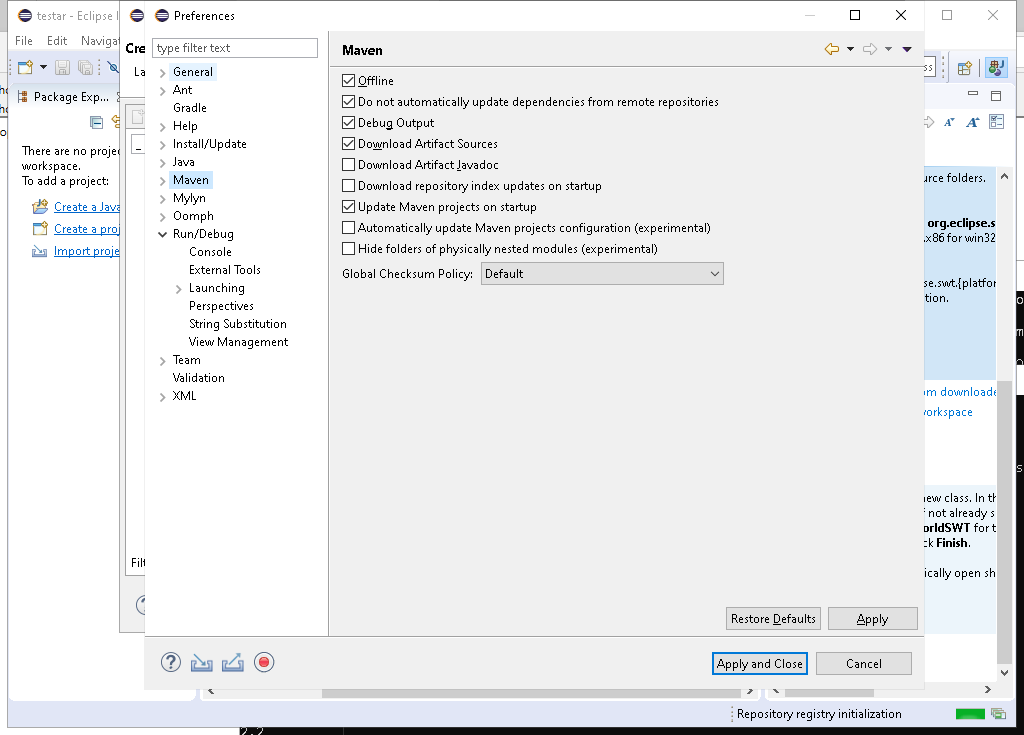 testar - Eclipse I
Preferences
File Edit Navigat
Cre
type filter text
Maven
La
General
Offline
ss
Package Exp...
Ant
Do not automatically update dependencies from remote repositories
Gradle
Debug Output
Help
Download Artifact Sources
Install/Update
There are no proje
workspace.
To add a project:
Java
Download Artifact Javadoc
Maven
Download repository index updates on startup
urce folders.
Mylyn
Update Maven projects on startup
Create a Java
Oomph
Automatically update Maven projects configuration (experimental)
org.eclipse.s
Create a proj
Run/Debug
.x86 for win32
Import proje
Console
Hide folders of physically nested modules (experimental)
External Tools
Global Checksum Policy: Default
Launching
se.swt.{platfor
Perspectives
tion.
String Substitution
View Management
Team
Validation
XML
om downloade
workspace
new class. In th
f not already s
orldSWT for t
ck Finish.
Filt
ically open sh
Restore Defaults Apply
Apply and Close Cancel
Repository registry initialization
2.2